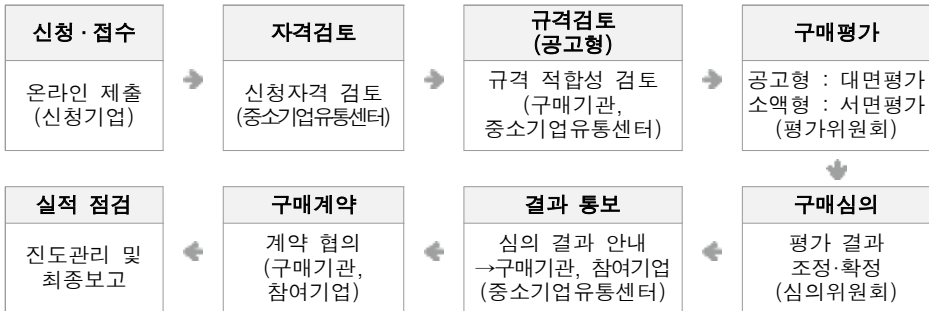 신청·접수
온라인 제출
(신청기업)
자격검토
신청자격 검토
(중소기업유통센터)
규격검토
(공고형)
규격 적합성 검토
(구매기관,
중소기업유통센터)
구매평가
공고형 : 대면평가
소액형 : 서면평가
(평가위원회)
구매심의
평가 결과
조정·확정
(심의위원회)
결과 통보
심의 결과 안내
→구매기관, 참여기업
(중소기업유통센터)
구매계약
계약 협의
(구매기관,
참여기업)
실적 점검
진도관리 및
최종보고